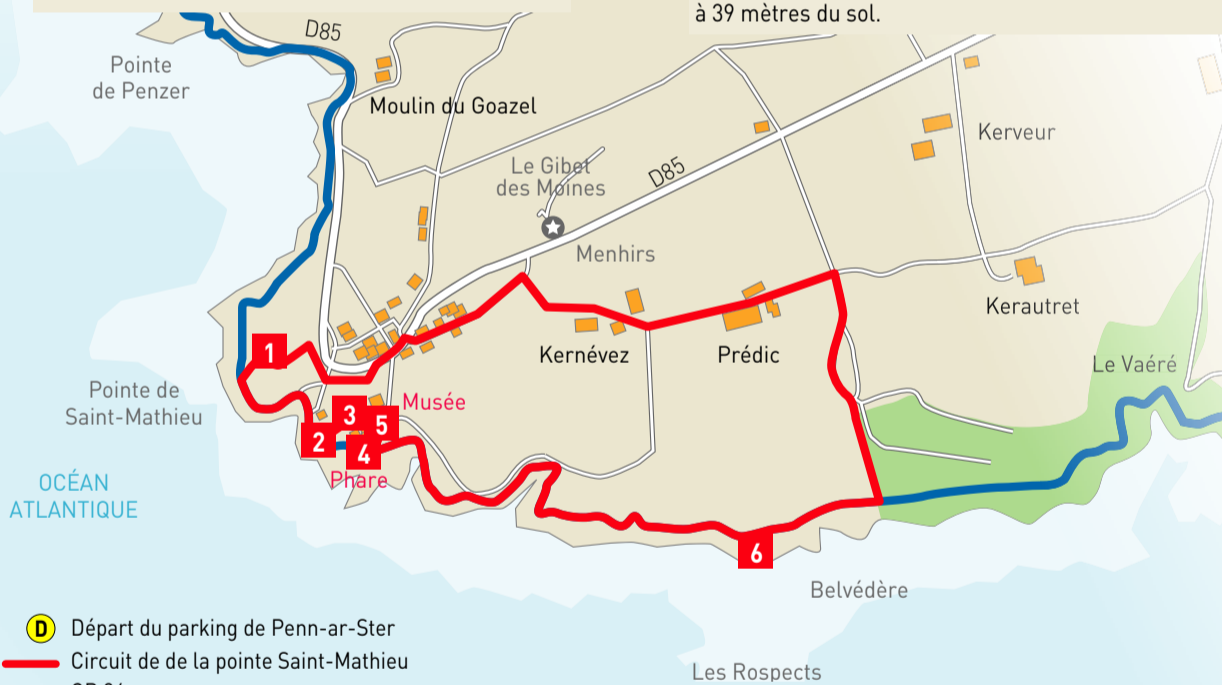 à 39 mètres du sol.
D85
Pointe
de Penzer
Moulin du Goazel
Kerveur
Le Gibet
des Moines
D85
Menhirs
Kerautret
1
Kernévez
Prédic
Le Vaéré
Pointe de
Saint-Mathieu
Musée
3
5
2
4
Phare
OCÉAN
ATLANTIQUE
6
Belvédère
D Départ du parking de Penn-ar-Ster
Circuit de de la pointe Saint-Mathieu
Les Rospects